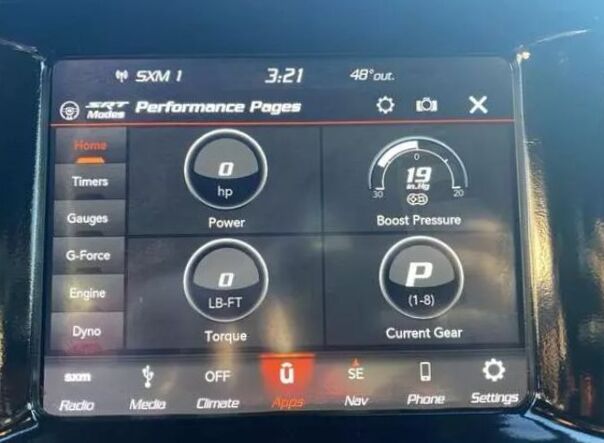 SXM 1 3:21 48°out.
SRT Modes Performance Pages
Home
Timers
Gauges
G-Force
Engine
Dyno
0
hp
Power
0
19
in.Hg
30 20
Boost Pressure
0
LB-FT
Torque
P
(1-8)
Current Gear
sxm OFF û SE
Radio Media Climate Apps Nav Phone Settings